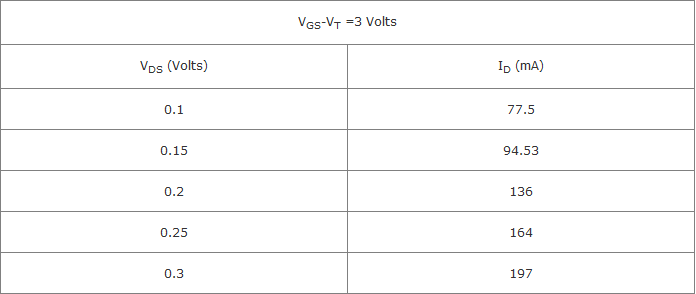 VGS-VT =3 Volts
VDS (Volts) ID (mA)
0.1 77.5
0.15 94.53
0.2 136
0.25 164
0.3 197